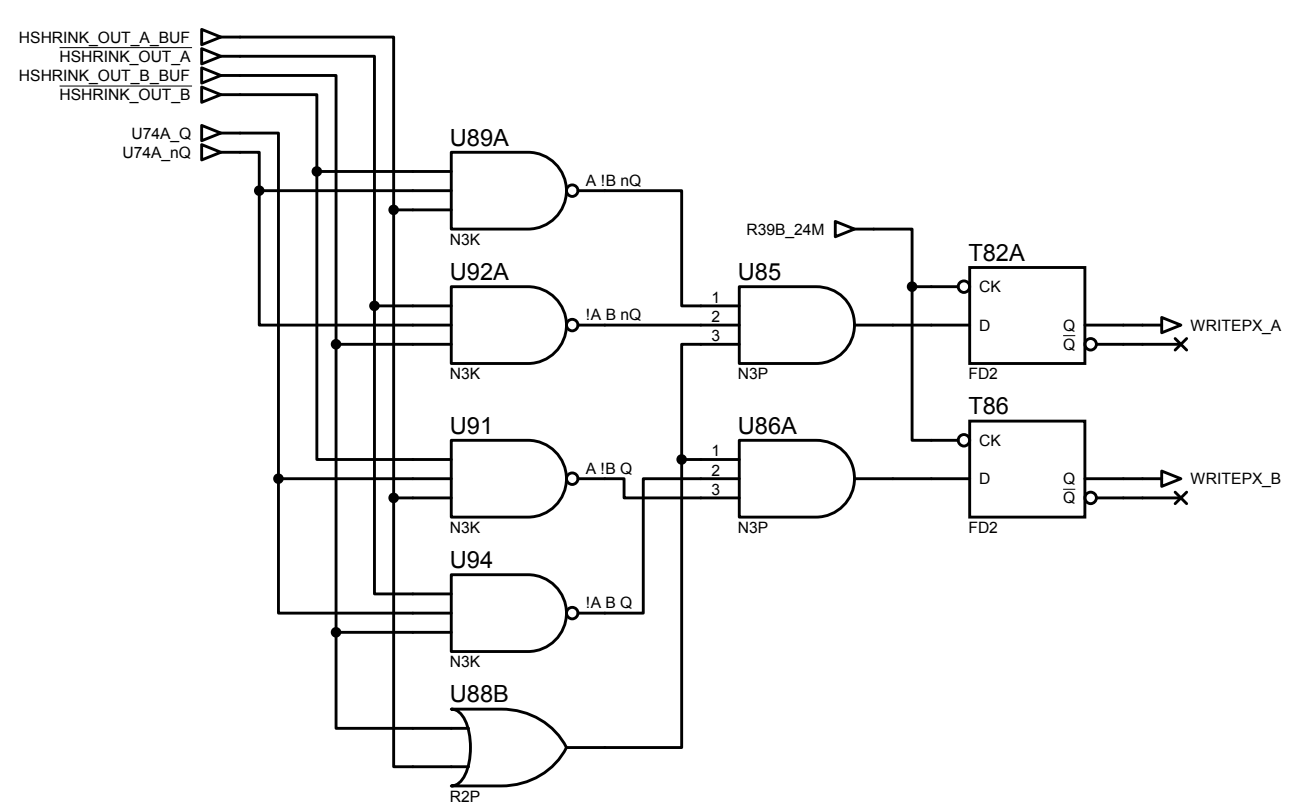 HSHRINK_OUT_A_BUF
HSHRINK_OUT_A
HSHRINK_OUT_B_BUF
HSHRINK_OUT_B
U74A_Q
U74A_nQ
U89A
A !B nQ
N3K
U92A
!A B nQ
N3K
U91
A !B Q
N3K
U94
!A B Q
N3K
U88B
R2P
R39B_24M
U85
1
2
3
N3P
U86A
1
2
3
N3P
T82A
CK
D
Q
Q
FD2
WRITEPX_A
T86
CK
D
Q
Q
FD2
WRITEPX_B